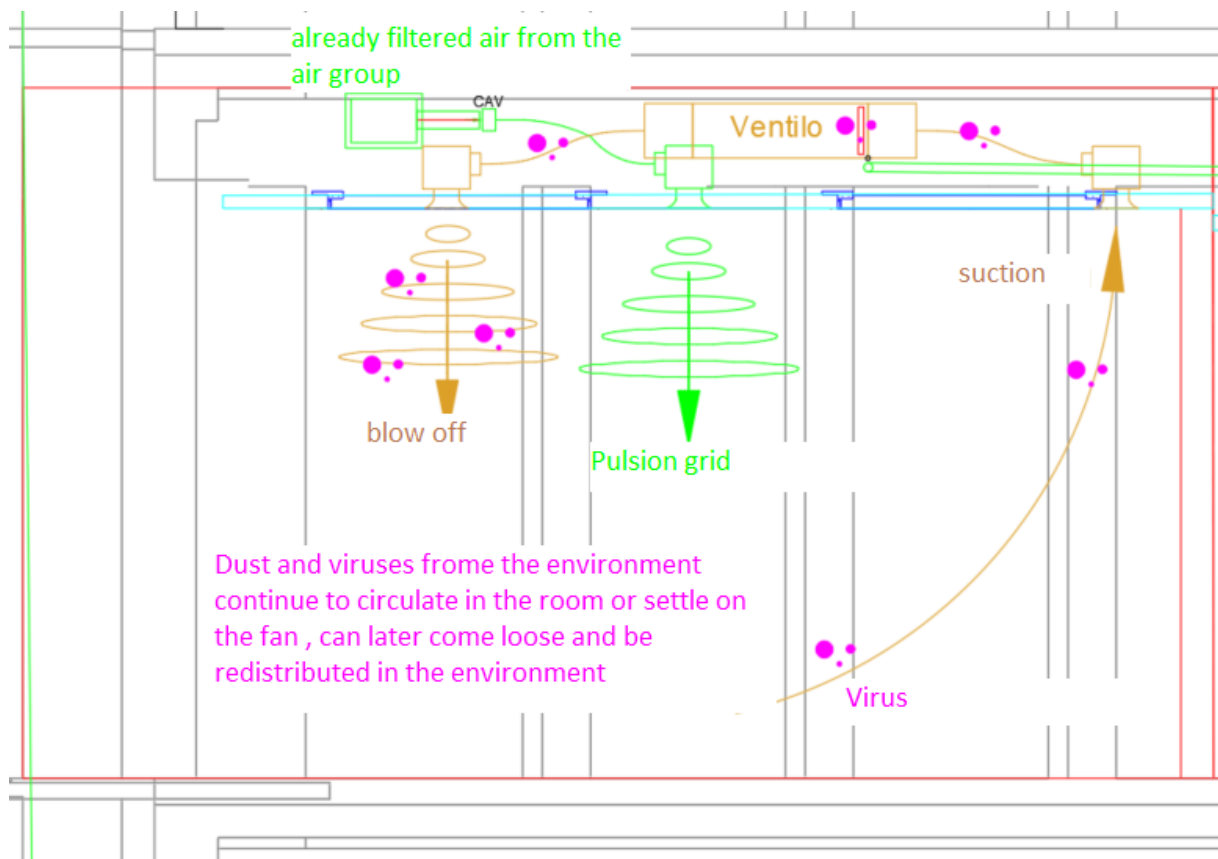 already filtered air from the
air group
CAV
Ventilo
suction
blow off
Pulsion grid
Dust and viruses frome the environment
continue to circulate in the room or settle on
the fan , can later come loose and be
redistributed in the environment
Virus